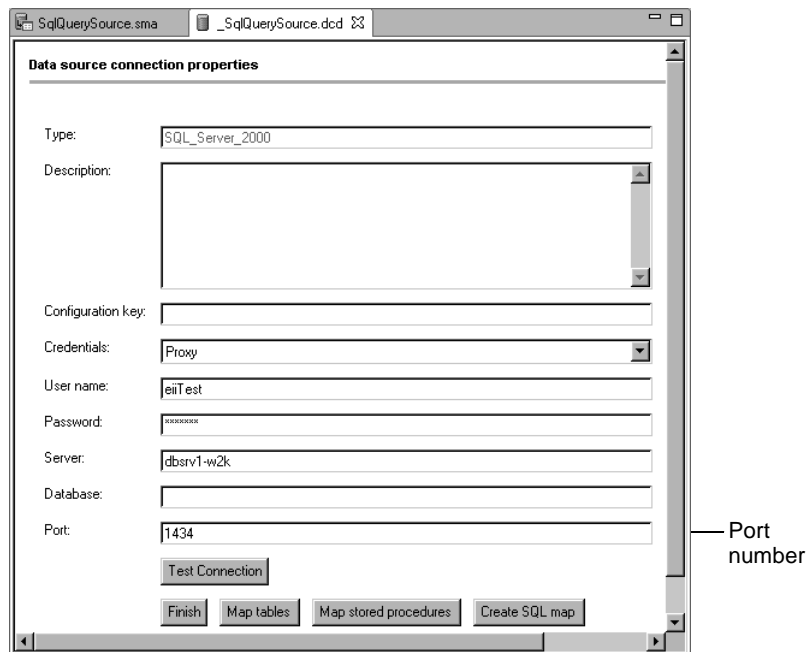 SqlQuerySource.sma
_SqlQuerySource.dcd
Data source connection properties
Type: SQL_Server_2000
Description:
Configuration key:
Credentials: Proxy
User name: eiiTest
Password: *******
Server: dbsrv1-w2k
Database:
Port: 1434
Port
number
Test Connection
Finish Map tables Map stored procedures Create SQL map